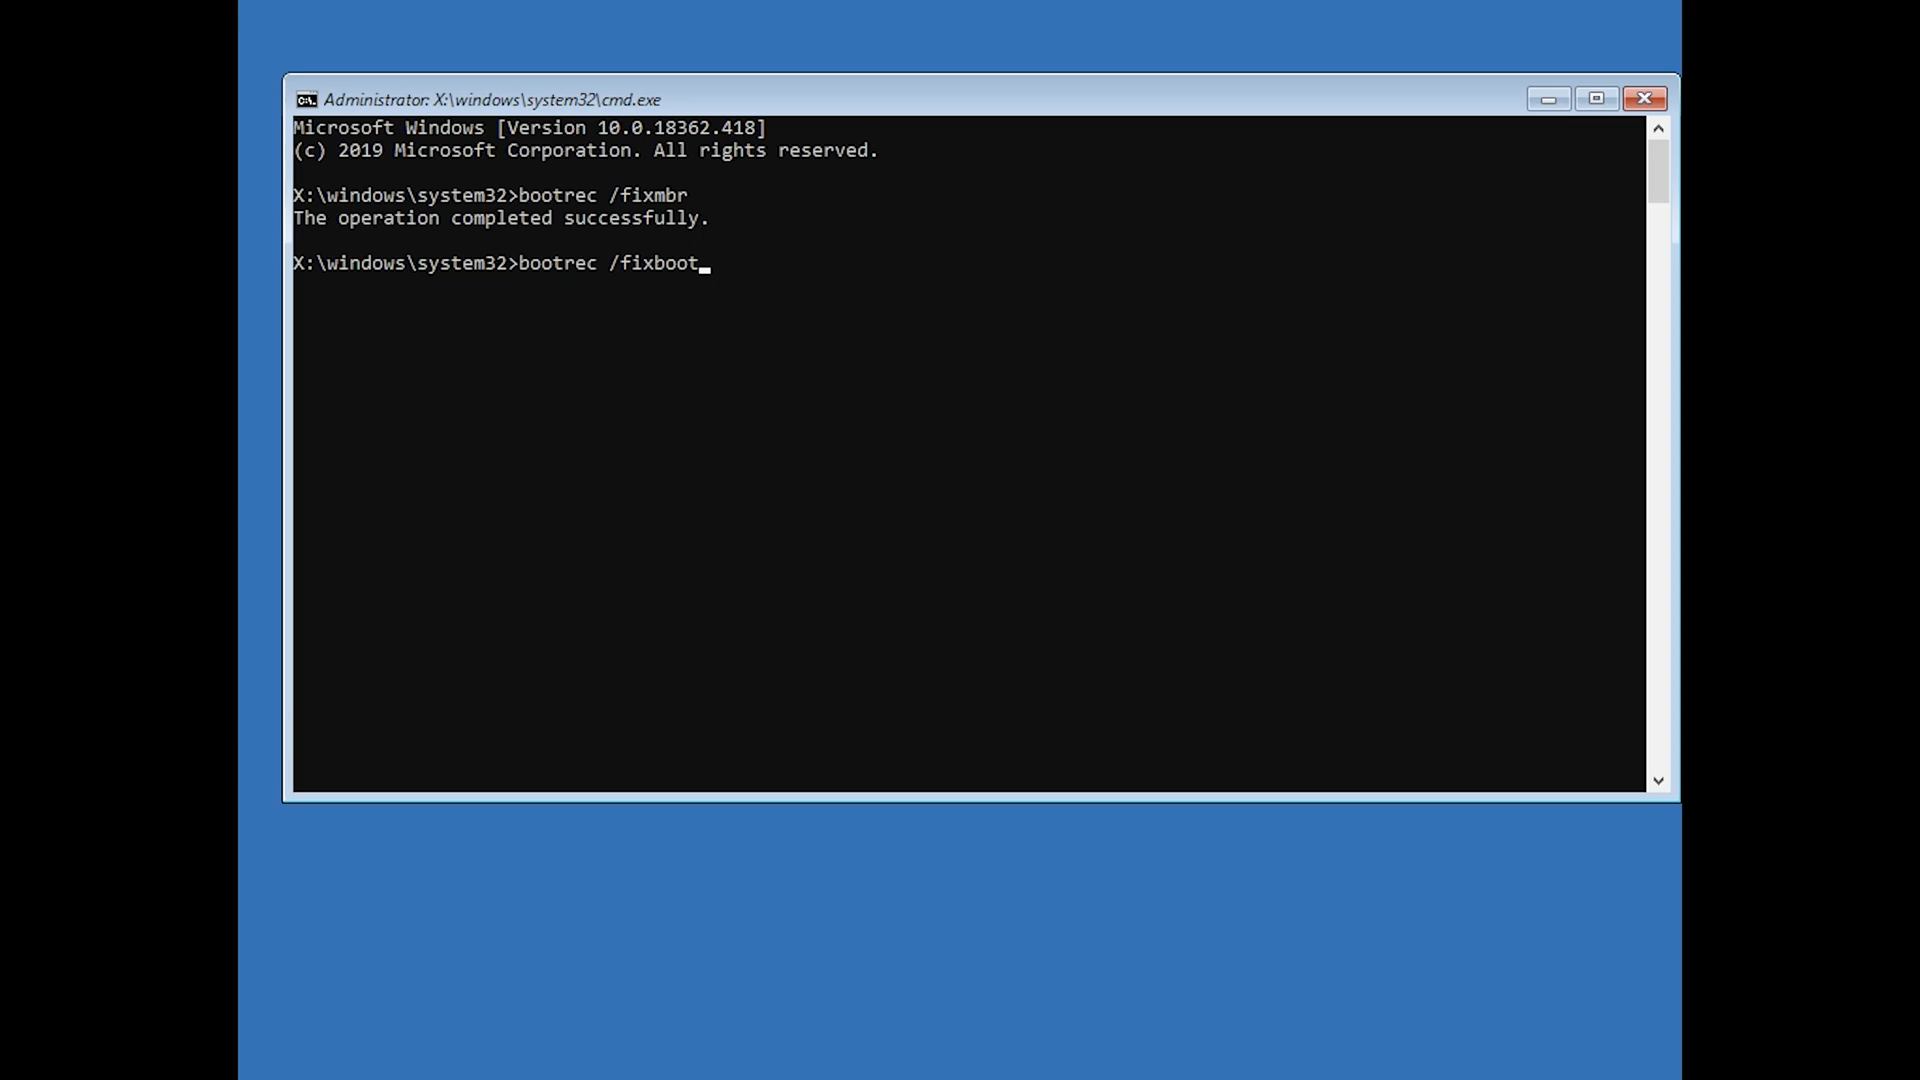 Administrator: X:\windows\system32\cmd.exe
Microsoft Windows [Version 10.0.18362.418]
(c) 2019 Microsoft Corporation. All rights reserved.
X:\windows\system32>bootrec /fixmbr
The operation completed successfully.
X:\windows\system32>bootrec /fixboot